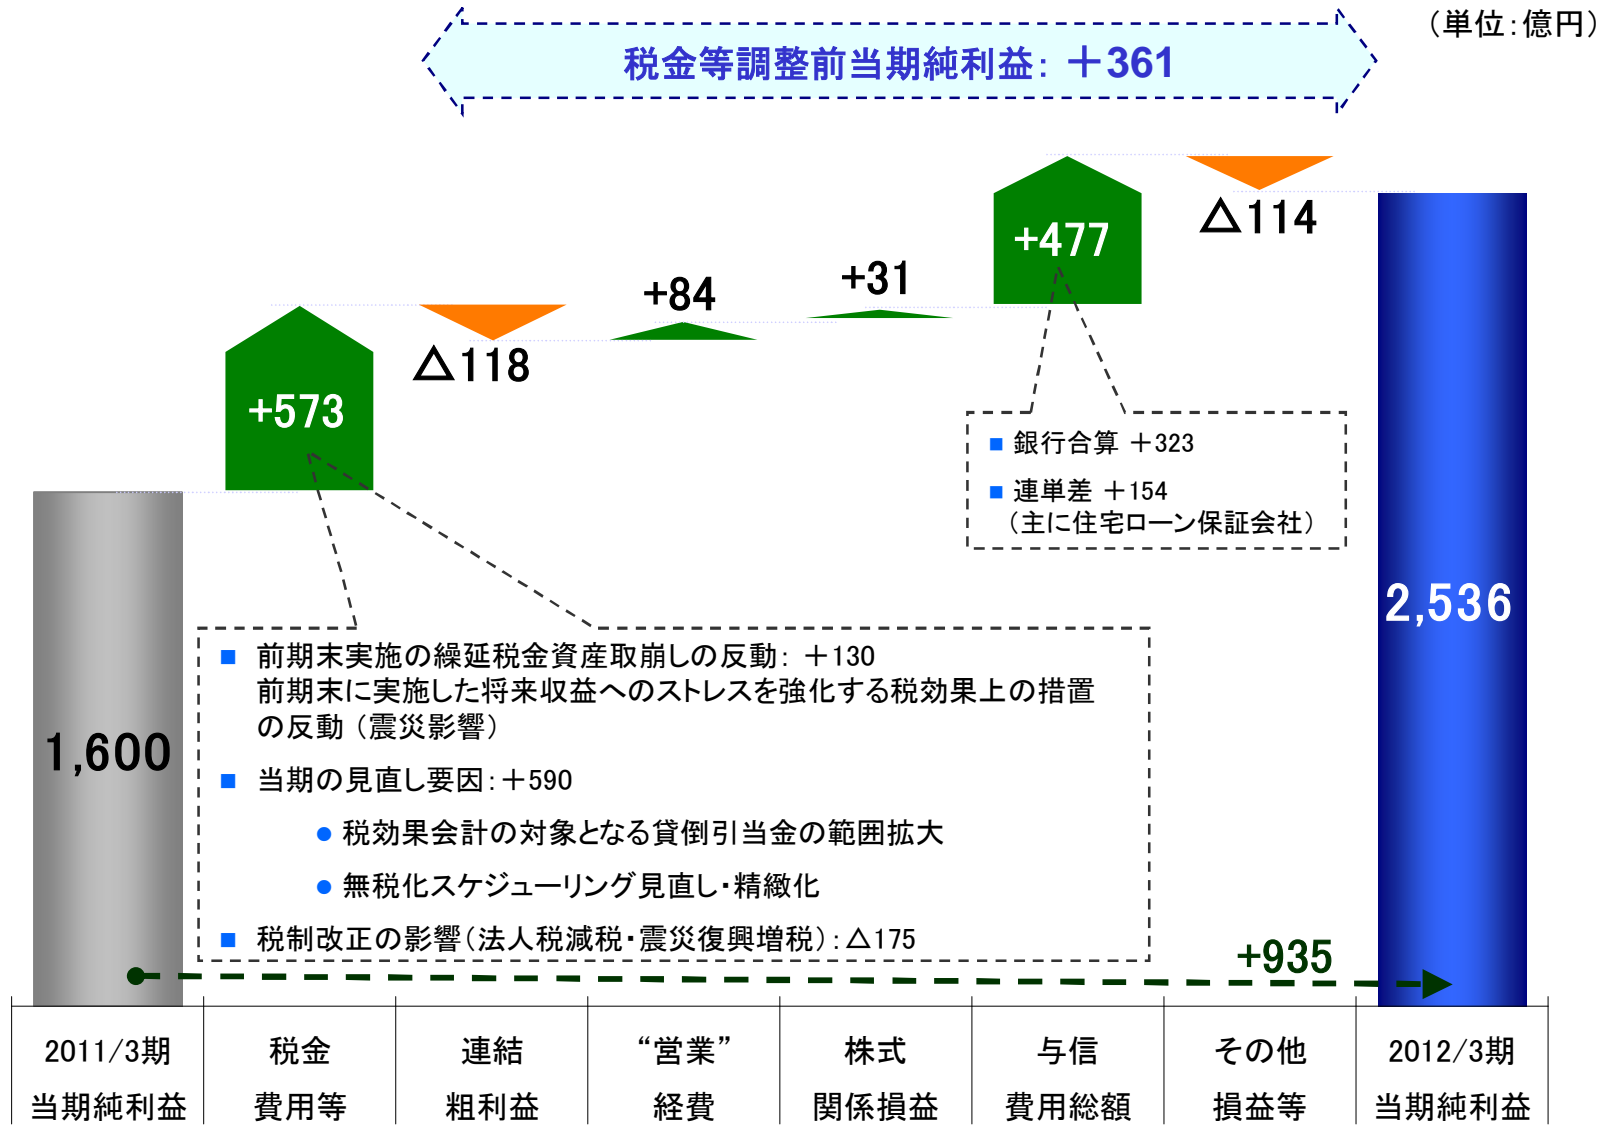 （単位：億円）
税金等調整前当期純利益：＋361
+573
△118
+84
+31
+477
△114
■ 銀行合算 ＋323
■ 連単差 ＋154
（主に住宅ローン保証会社）
1,600
2,536
■ 前期末実施の繰延税金資産取崩しの反動：＋130
前期末に実施した将来収益へのストレスを強化する税効果上の措置
の反動（震災影響）
■ 当期の見直し要因：＋590
● 税効果会計の対象となる貸倒引当金の範囲拡大
● 無税化スケジューリング見直し・精緻化
■ 税制改正の影響（法人税減税・震災復興増税）：△175
+935
2011/3期
当期純利益
税金
費用等
連結
粗利益
“営業”
経費
株式
関係損益
与信
費用総額
その他
損益等
2012/3期
当期純利益